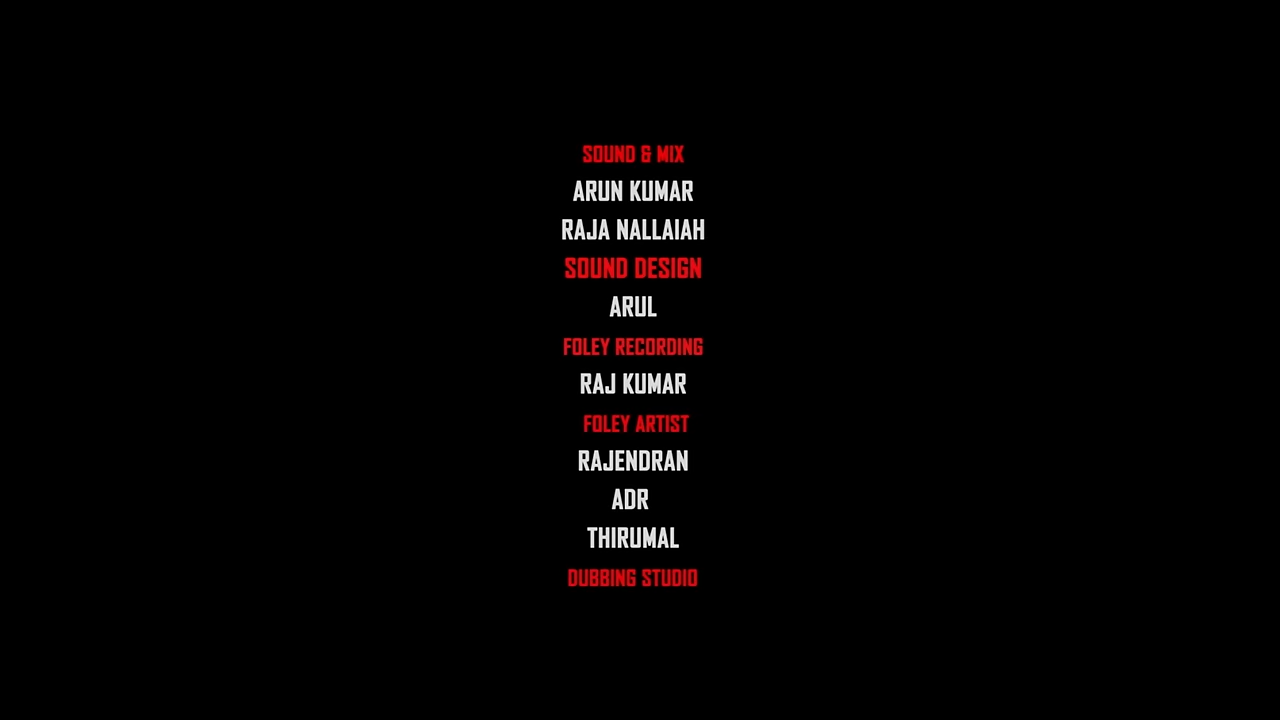 SOUND & MIX
ARUN KUMAR
RAJA NALLAIAH
SOUND DESIGN
ARUL
FOLEY RECORDING
RAJ KUMAR
FOLEY ARTIST
RAJENDRAN
ADR
THIRUMAL
DUBBING STUDIO